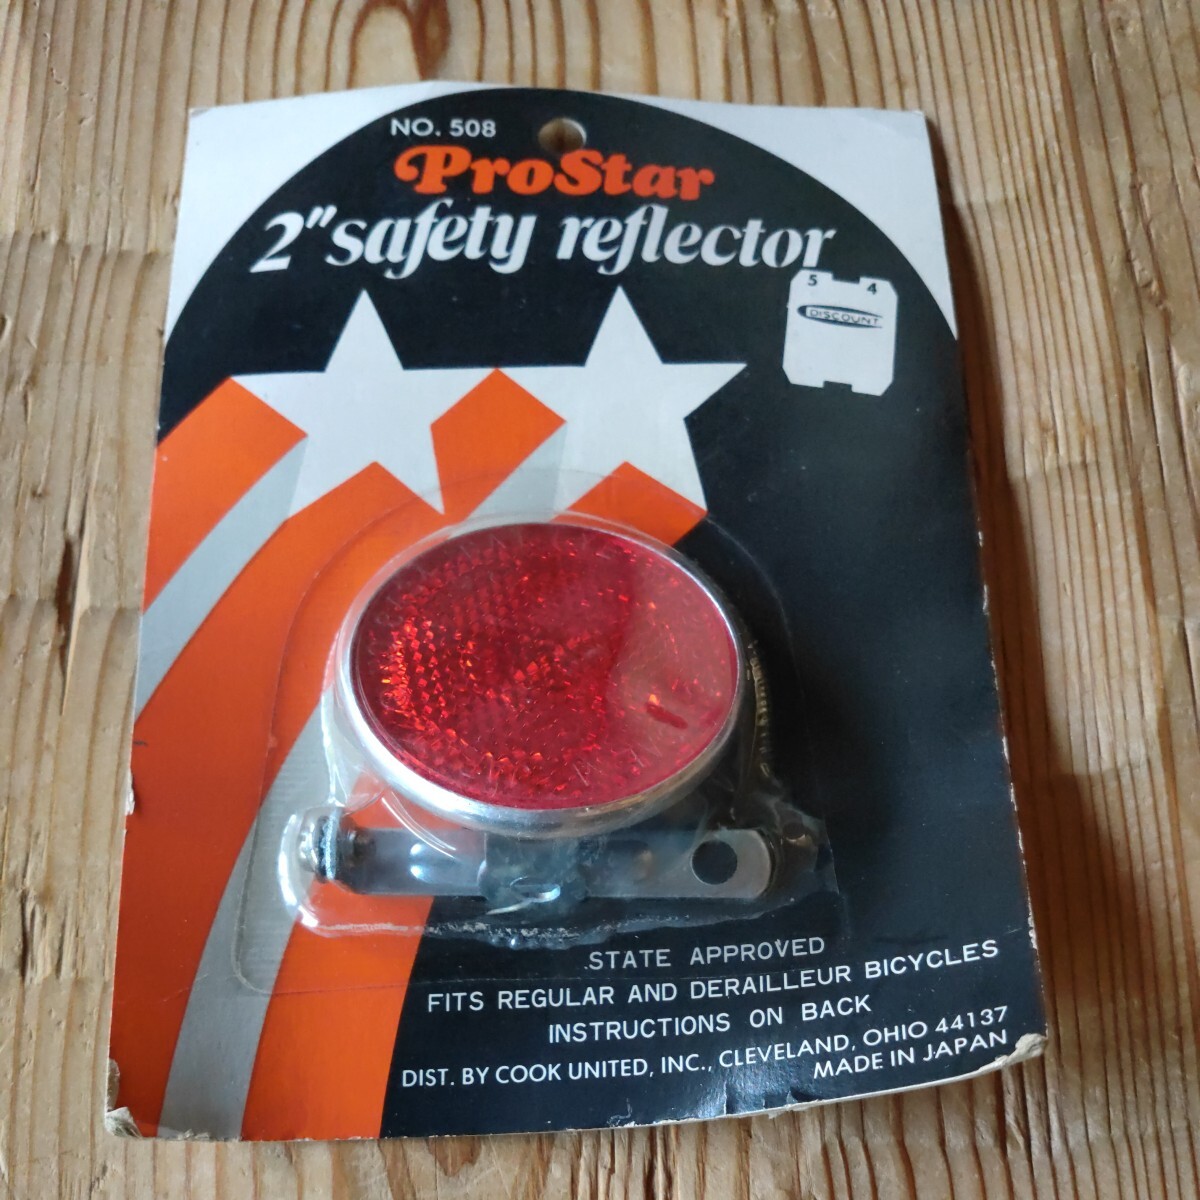 NO. 508
ProStar
2" safety reflector
5 4
DISCOUNT
STATE APPROVED
FITS REGULAR AND DERAILLEUR BICYCLES
INSTRUCTIONS ON BACK
DIST. BY COOK UNITED, INC., CLEVELAND, OHIO 44137
MADE IN JAPAN